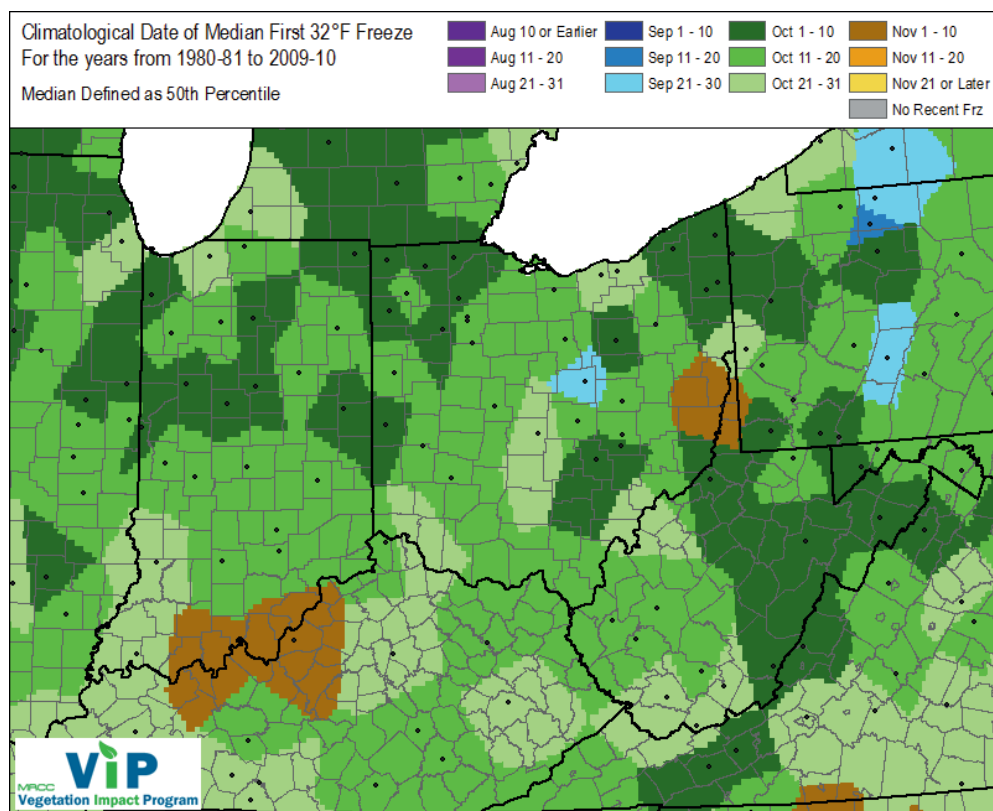 Climatological Date of Median First 32°F Freeze
For the years from 1980-81 to 2009-10
Median Defined as 50th Percentile
Aug 10 or Earlier
Aug 11 - 20
Aug 21 - 31
Sep 1 - 10
Sep 11 - 20
Sep 21 - 30
Oct 1 - 10
Oct 11 - 20
Oct 21 - 31
Nov 1 - 10
Nov 11 - 20
Nov 21 or Later
No Recent Frz
MRCC
ViP
Vegetation Impact Program